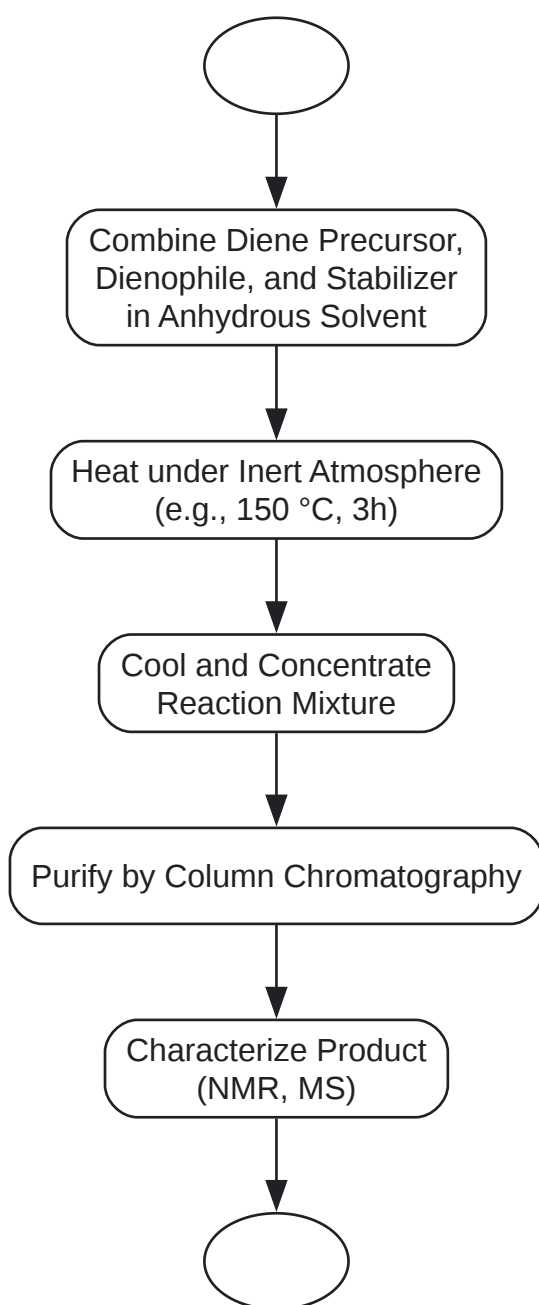 Combine Diene Precursor,
Dienophile, and Stabilizer
in Anhydrous Solvent
Heat under Inert Atmosphere
(e.g., 150 °C, 3h)
Cool and Concentrate
Reaction Mixture
Purify by Column Chromatography
Characterize Product
(NMR, MS)